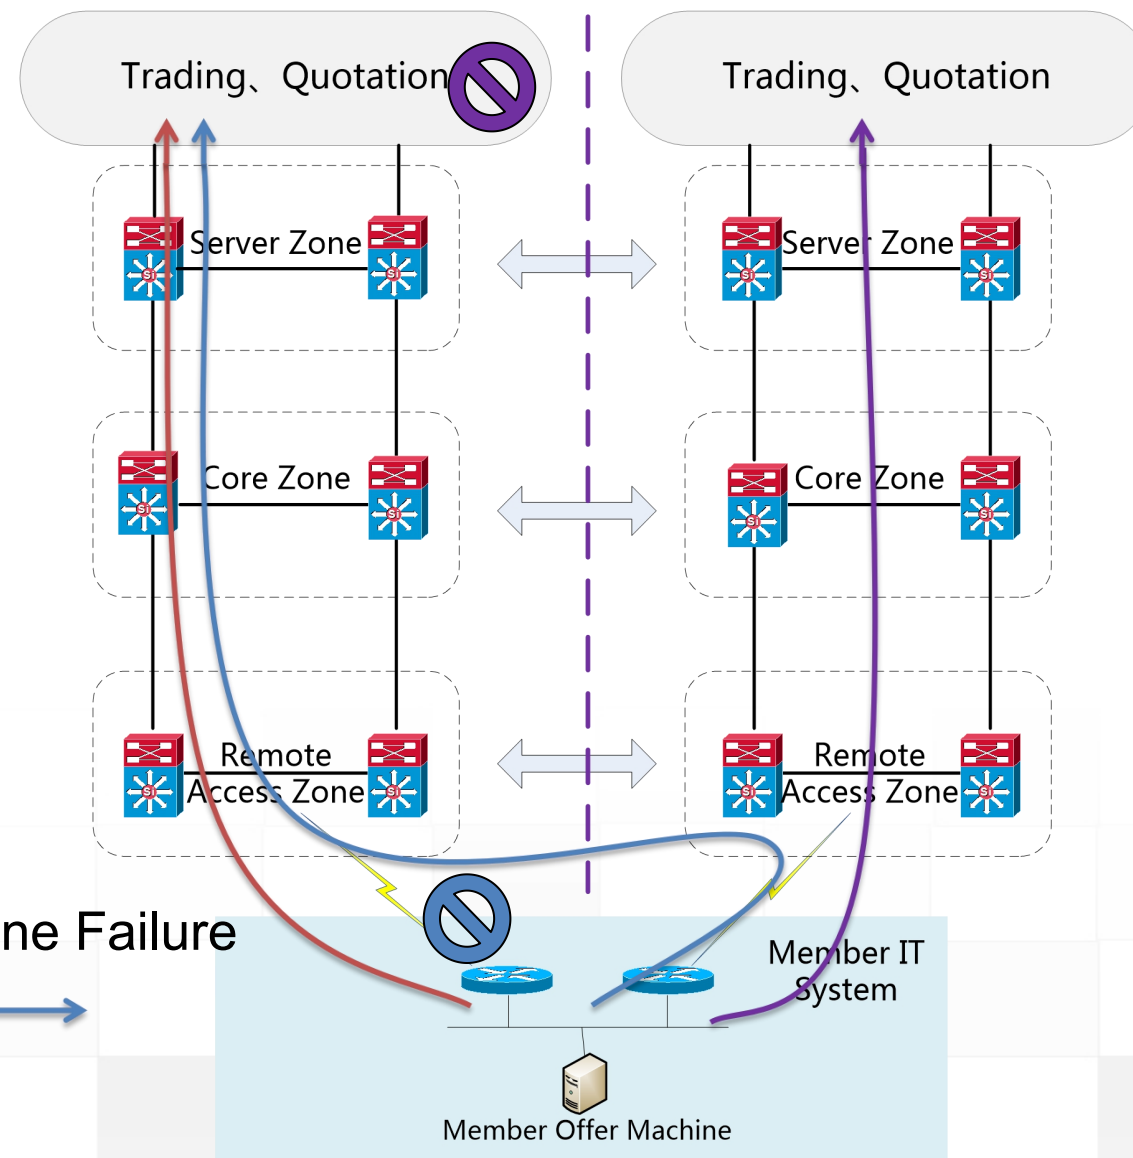 Trading、Quotation
Trading、Quotation
Server Zone
Server Zone
Core Zone
Core Zone
Remote
Access Zone
Remote
Access Zone
ne Failure
Member IT
System
Member Offer Machine